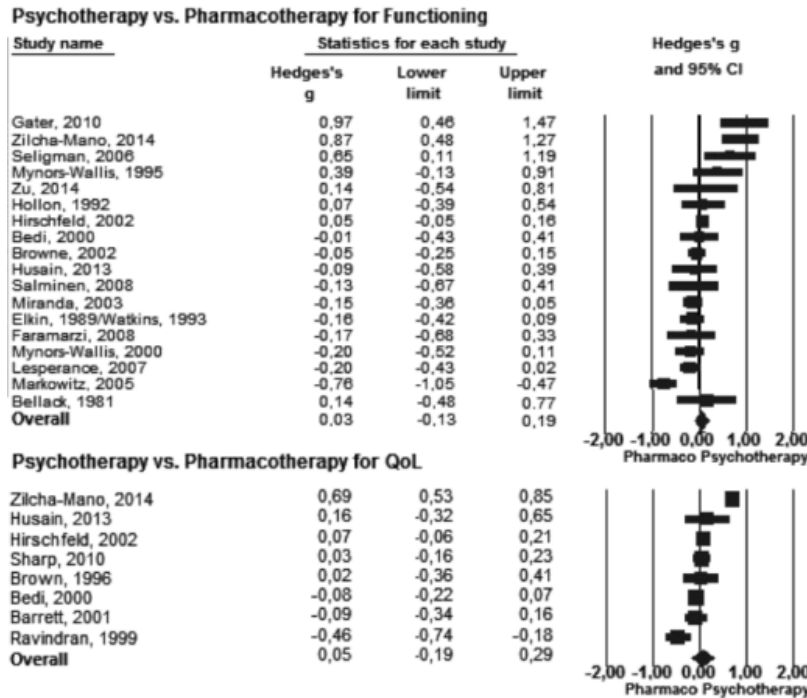 Psychotherapy vs. Pharmacotherapy for Functioning
Study name Statistics for each study Hedges's g
and 95% CI
Hedges's g Lower limit Upper limit
Gater, 2010 0,97 0,46 1,47
Zilcha-Mano, 2014 0,87 0,48 1,27
Seligman, 2006 0,65 0,11 1,19
Mynors-Wallis, 1995 0,39 -0,13 0,91
Zu, 2014 0,14 -0,54 0,81
Hollon, 1992 0,07 -0,39 0,54
Hirschfeld, 2002 0,05 -0,05 0,16
Bedi, 2000 -0,01 -0,43 0,41
Browne, 2002 -0,05 -0,25 0,15
Husain, 2013 -0,09 -0,58 0,39
Salminen, 2008 -0,13 -0,67 0,41
Miranda, 2003 -0,15 -0,36 0,05
Elkin, 1989/Watkins, 1993 -0,16 -0,42 0,09
Faramarzi, 2008 -0,17 -0,68 0,33
Mynors-Wallis, 2000 -0,20 -0,52 0,11
Lesperance, 2007 -0,20 -0,43 0,02
Markowitz, 2005 -0,76 -1,05 -0,47
Bellack, 1981 0,14 -0,48 0,77
Overall 0,03 -0,13 0,19
-2,00 -1,00 0,00 1,00 2,00
Pharmaco Psychotherapy
Psychotherapy vs. Pharmacotherapy for QoL
Zilcha-Mano, 2014 0,69 0,53 0,85
Husain, 2013 0,16 -0,32 0,65
Hirschfeld, 2002 0,07 -0,06 0,21
Sharp, 2010 0,03 -0,16 0,23
Brown, 1996 0,02 -0,36 0,41
Bedi, 2000 -0,08 -0,22 0,07
Barrett, 2001 -0,09 -0,34 0,16
Ravindran, 1999 -0,46 -0,74 -0,18
Overall 0,05 -0,19 0,29
-2,00 -1,00 0,00 1,00 2,00
Pharmaco Psychotherapy